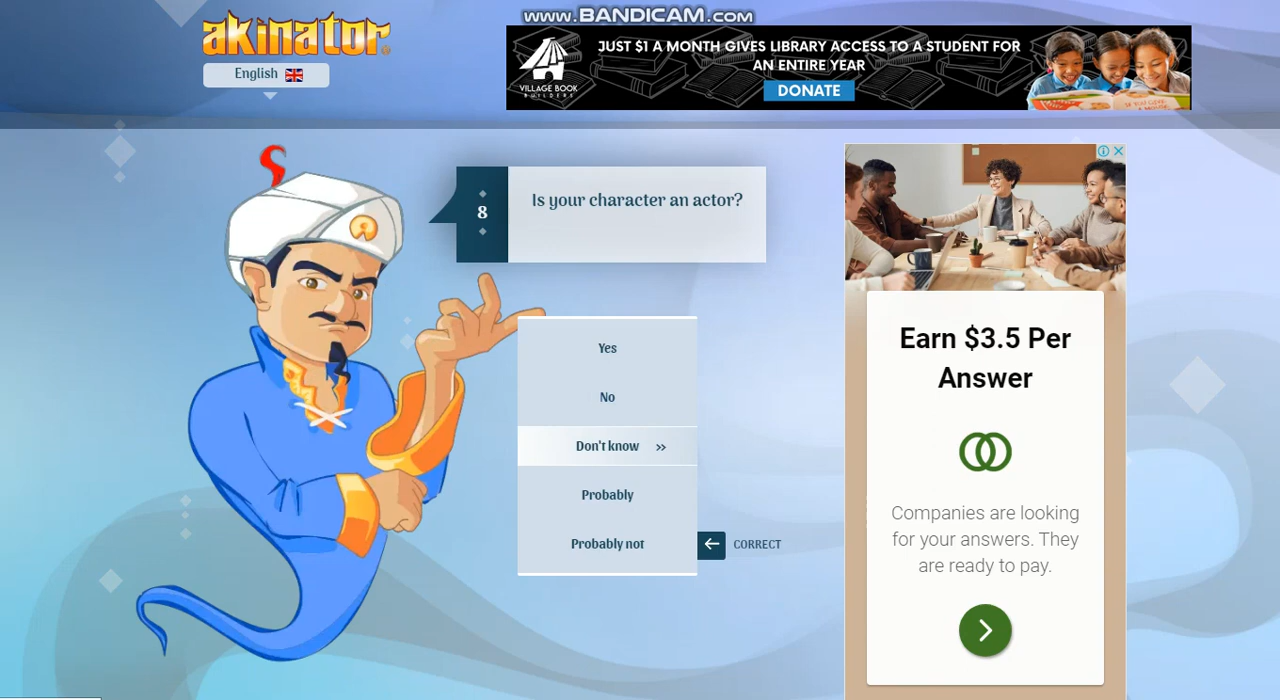 www.BANDICAM.com
akinator
English
JUST $1 A MONTH GIVES LIBRARY ACCESS TO A STUDENT FOR
AN ENTIRE YEAR
VILLAGE BOOK
BUILDERS
DONATE
8
Is your character an actor?
Yes
No
Don't know >>
Probably
Probably not
CORRECT
Earn $3.5 Per
Answer
Companies are looking
for your answers. They
are ready to pay.